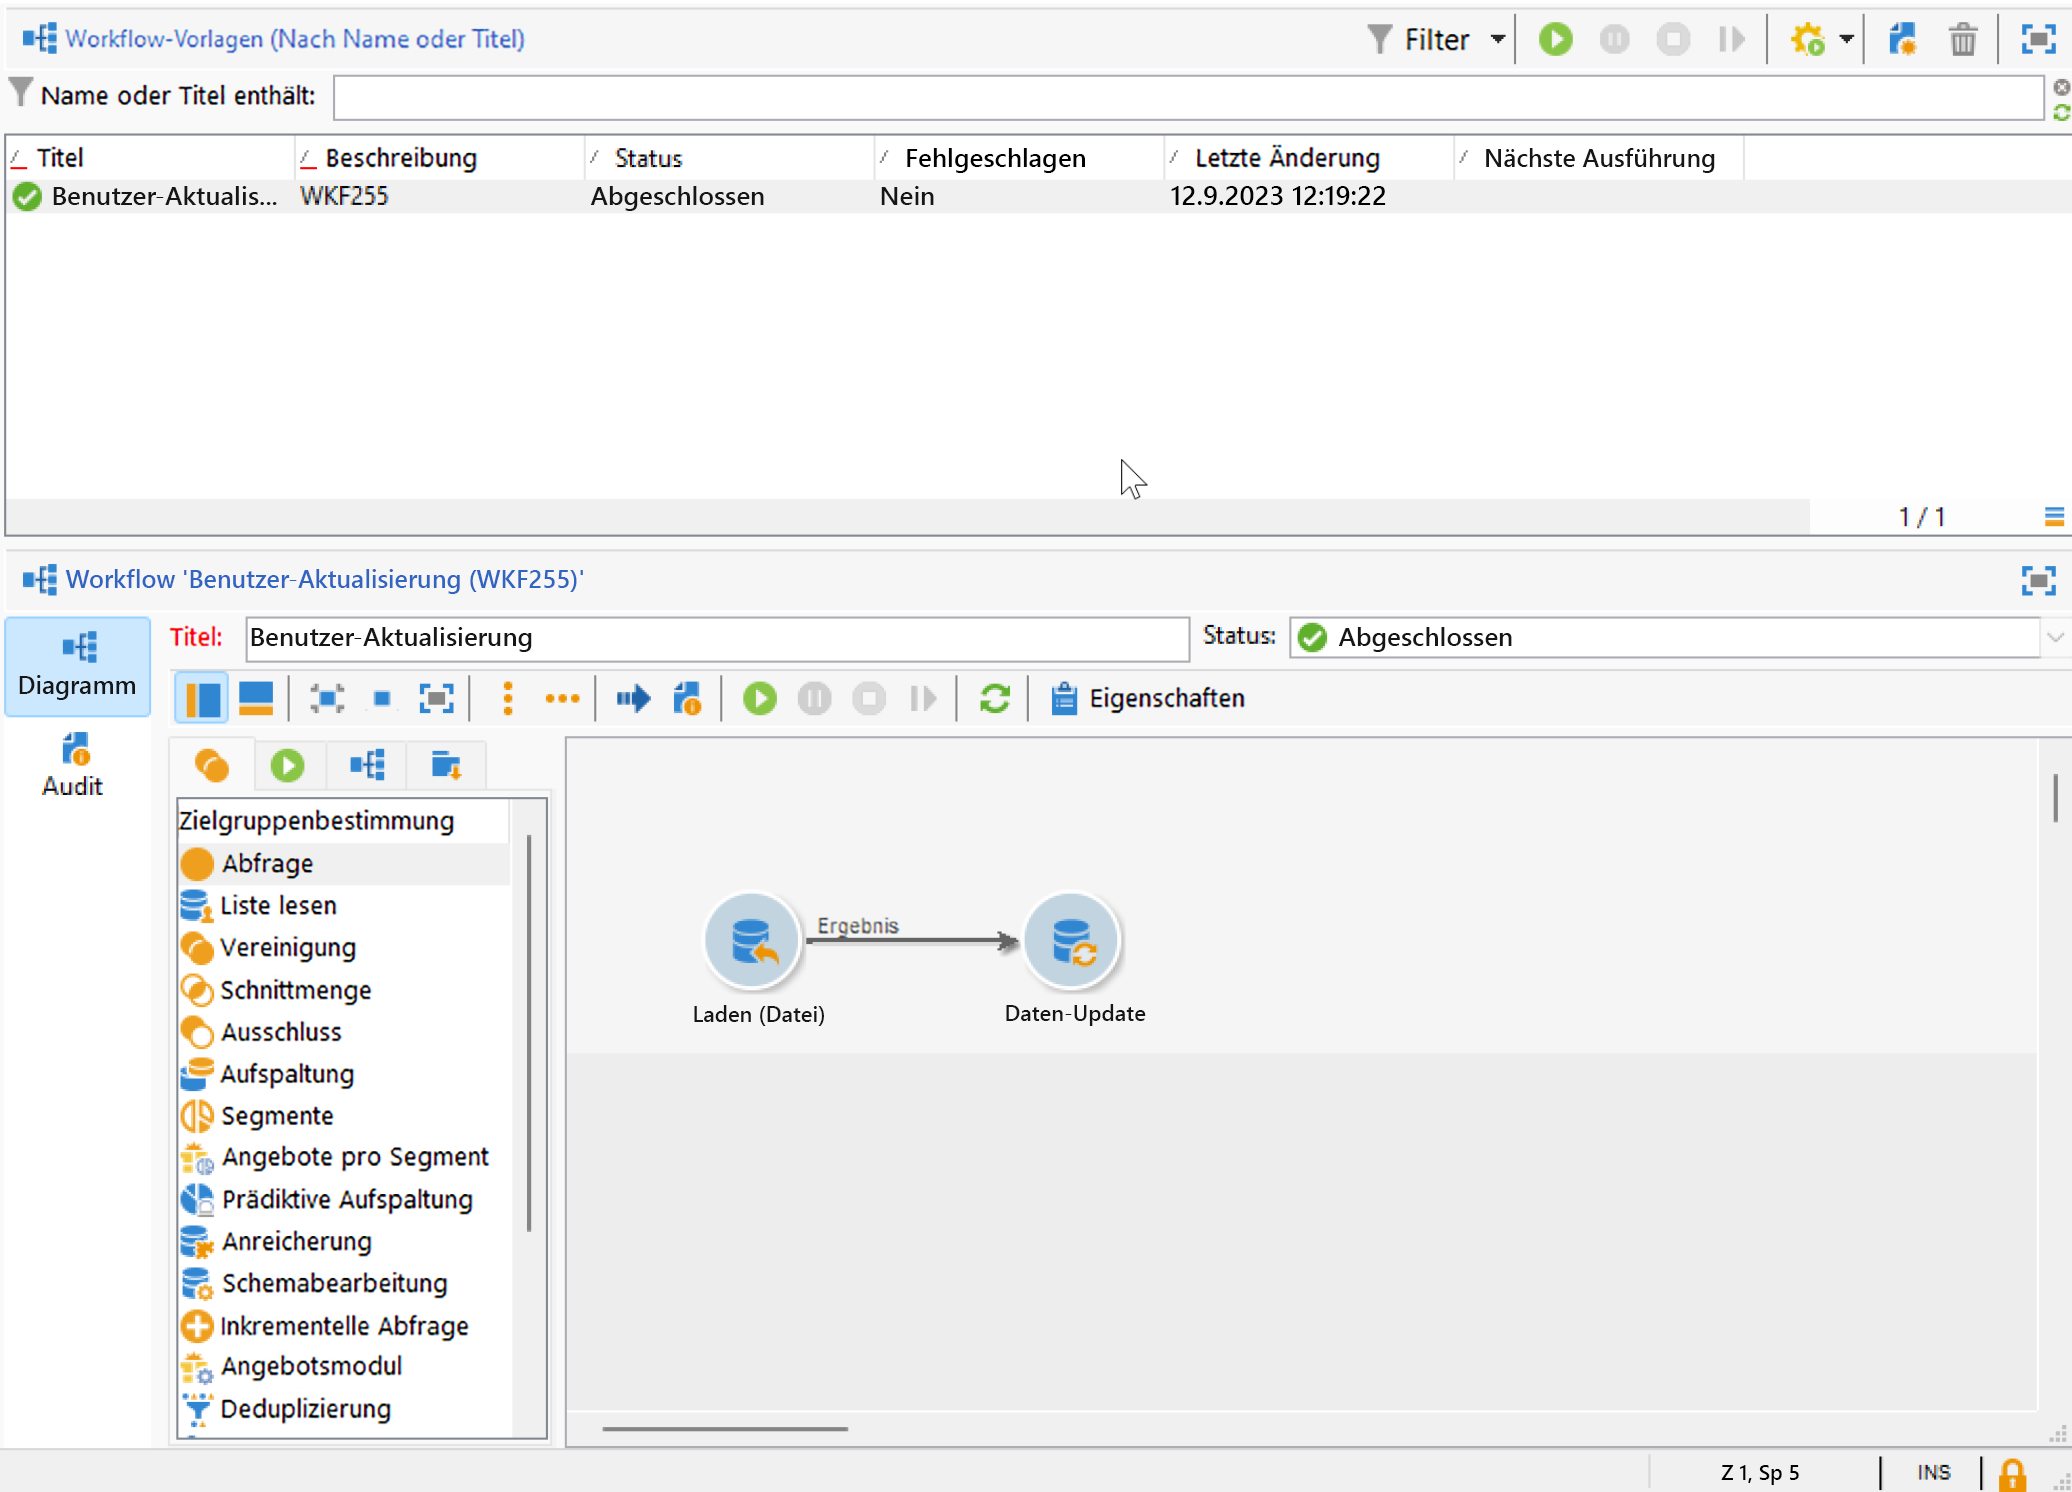 Workflow-Vorlagen (Nach Name oder Titel)
Filter
Name oder Titel enthält:
Titel Beschreibung Status Fehlgeschlagen Letzte Änderung Nächste Ausführung
Benutzer-Aktualis... WKF255 Abgeschlossen Nein 12.9.2023 12:19:22
1 / 1
Workflow 'Benutzer-Aktualisierung (WKF255)'
Titel: Benutzer-Aktualisierung Status: Abgeschlossen
Diagramm
Eigenschaften
Audit
Zielgruppenbestimmung
Abfrage
Liste lesen
Vereinigung
Schnittmenge
Ausschluss
Aufspaltung
Segmente
Angebote pro Segment
Prädiktive Aufspaltung
Anreicherung
Schemabearbeitung
Inkrementelle Abfrage
Angebotsmodul
Deduplizierung
Ergebnis
Laden (Datei)
Daten-Update
Z 1, Sp 5
INS